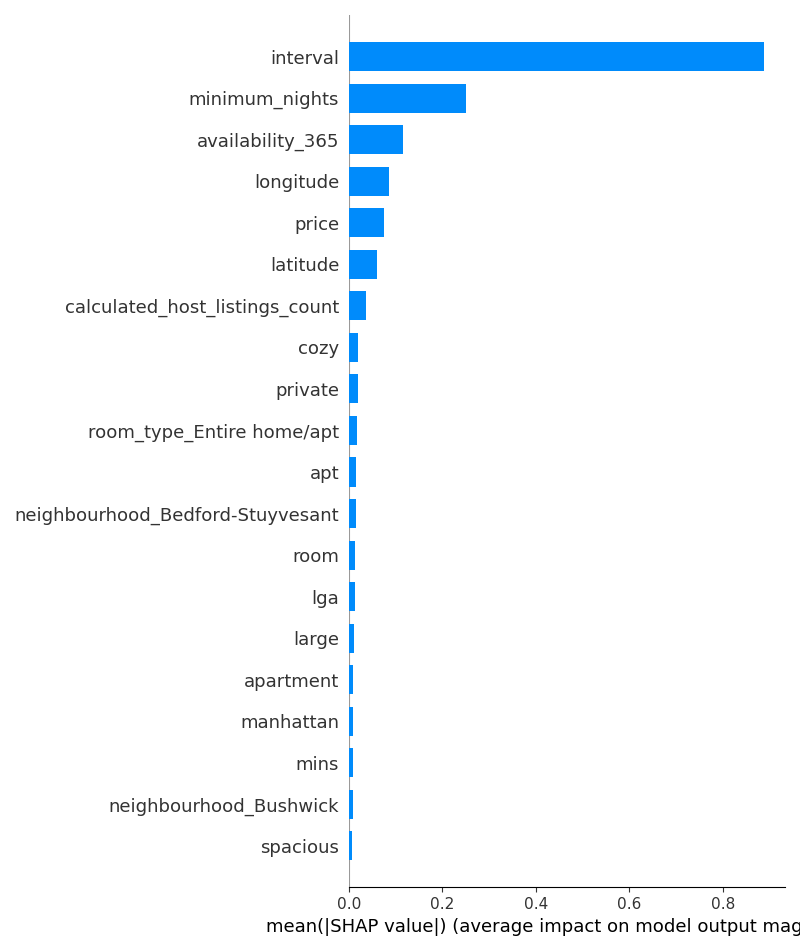 interval
minimum_nights
availability_365
longitude
price
latitude
calculated_host_listings_count
cozy
private
room_type_Entire home/apt
apt
neighbourhood_Bedford-Stuyvesant
room
lga
large
apartment
manhattan
mins
neighbourhood_Bushwick
spacious
0.0 0.2 0.4 0.6 0.8
mean(|SHAP value|) (average impact on model output mag